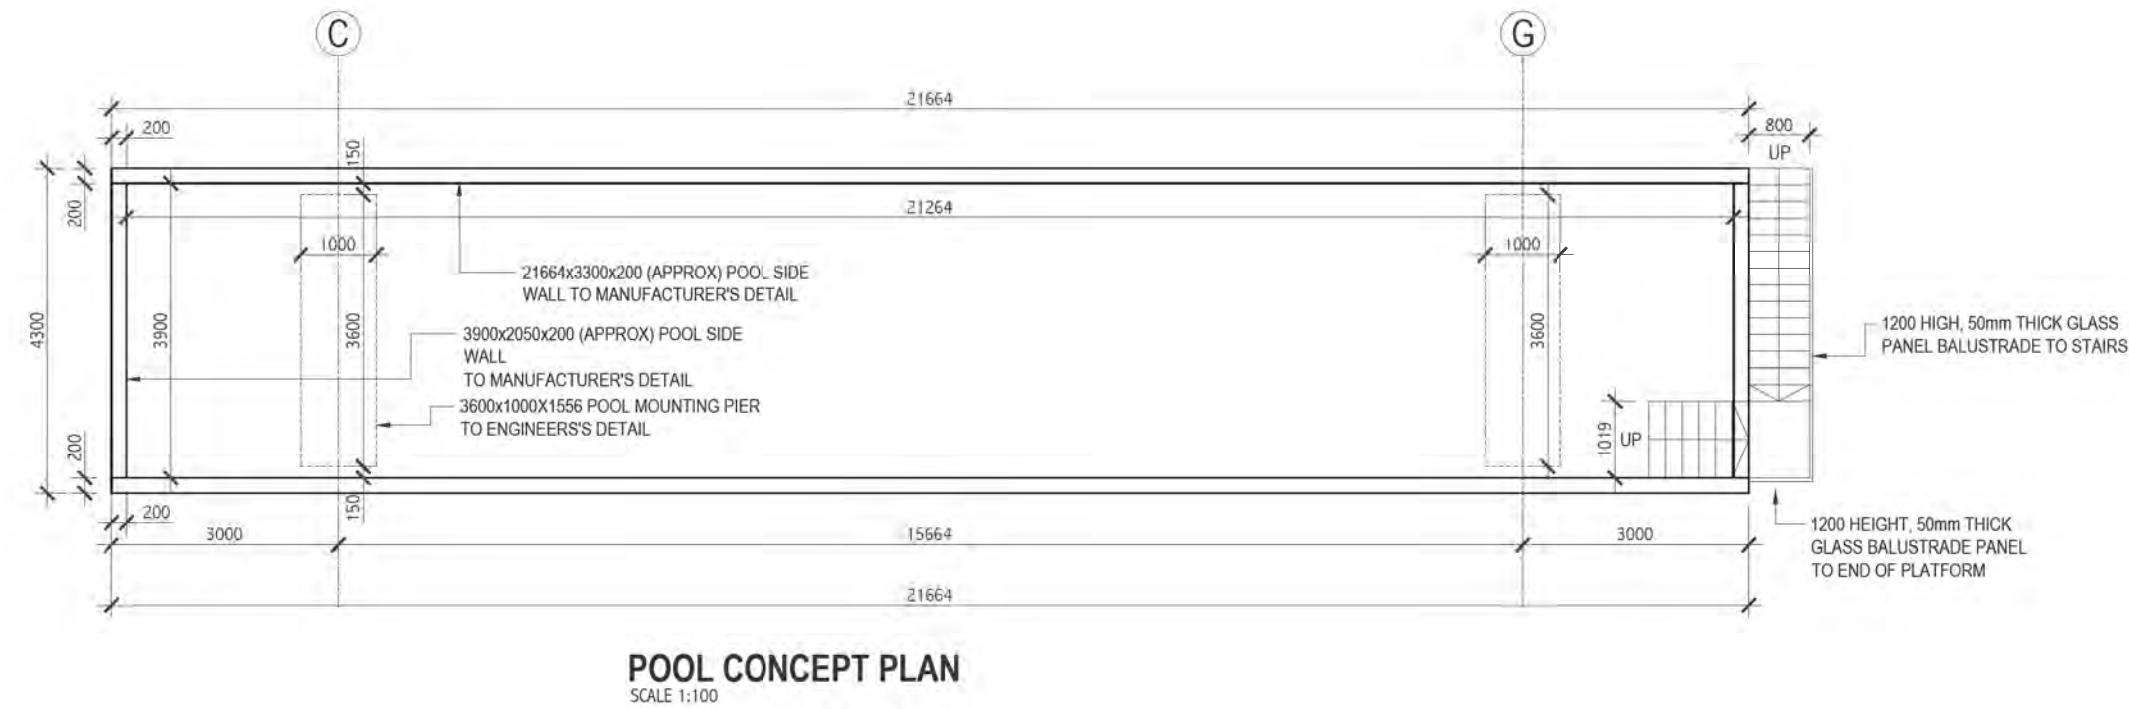 C
G
21664
200
150
800
UP
200
21264
1000
1000
21664x3300x200 (APPROX) POOL SIDE
WALL TO MANUFACTURER'S DETAIL
4300
3900
3600
3600
3900x2050x200 (APPROX) POOL SIDE
WALL
TO MANUFACTURER'S DETAIL
1200 HIGH, 50mm THICK GLASS
PANEL BALUSTRADE TO STAIRS
3600x1000X1556 POOL MOUNTING PIER
TO ENGINEERS'S DETAIL
200
1019
UP
200
150
3000
15664
3000
1200 HEIGHT, 50mm THICK
GLASS BALUSTRADE PANEL
TO END OF PLATFORM
21664
POOL CONCEPT PLAN
SCALE 1:100